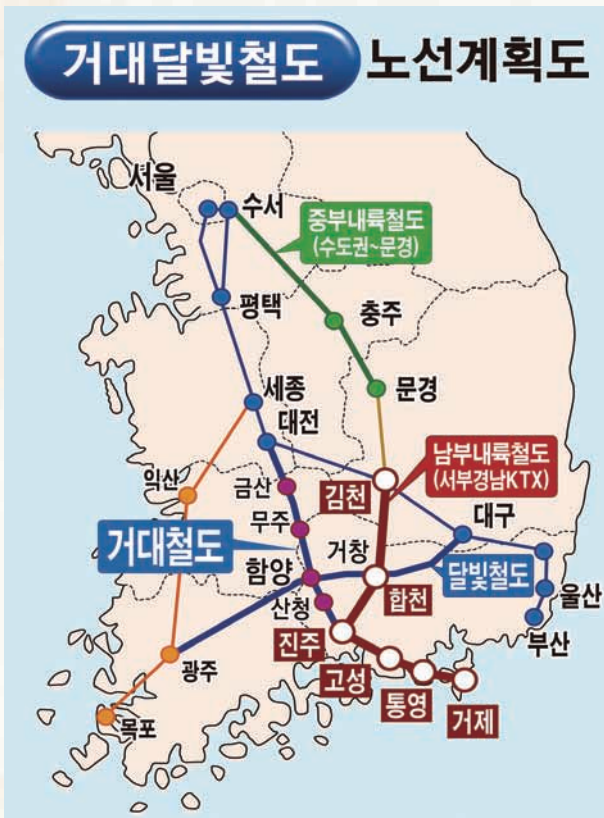 거대달빛철도 노선계획도
서울
수서
중부내륙철도
(수도권~문경)
평택
충주
세종
문경
대전
남부내륙철도
(서부경남KTX)
익산
금산
김천
대구
무주
거대철도
거창
함양
달빛철도
합천
울산
산청
진주
부산
광주
고성
통영
거제
목포